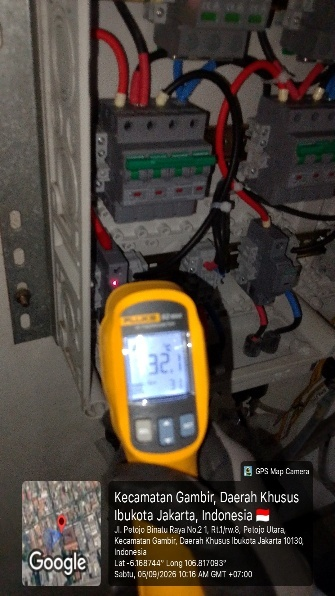 FLUKE
32.1
GPS Map Camera
Kecamatan Gambir, Daerah Khusus
Ibukota Jakarta, Indonesia 🇮🇩
Jl. Petojo Binatu Raya No.2 1, Rt.1/rw.8, Petojo Utara,
Kecamatan Gambir, Daerah Khusus Ibukota Jakarta 10130,
Indonesia
Lat -6.168744° Long 106.817093°
Sabtu, 05/09/2026 10:16 AM GMT +07:00
Google